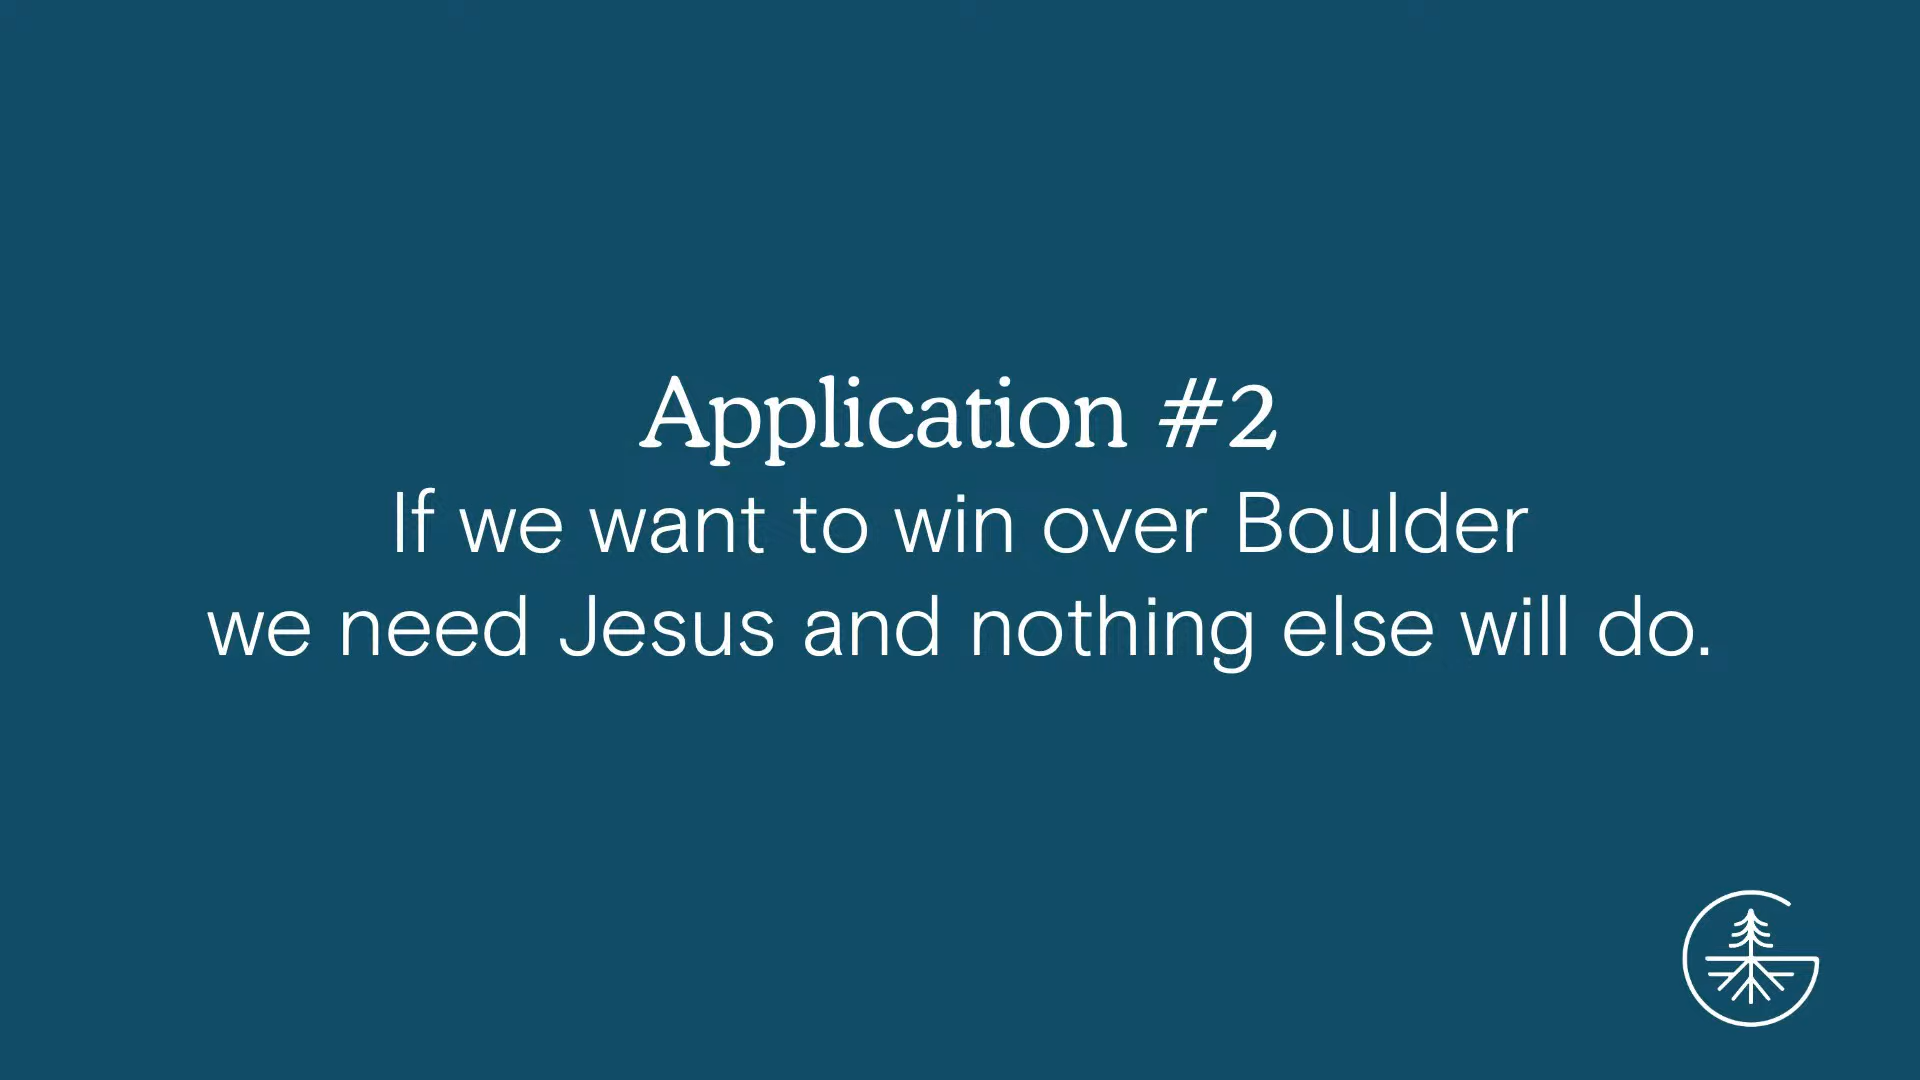 Application #2
If we want to win over Boulder
we need Jesus and nothing else will do.